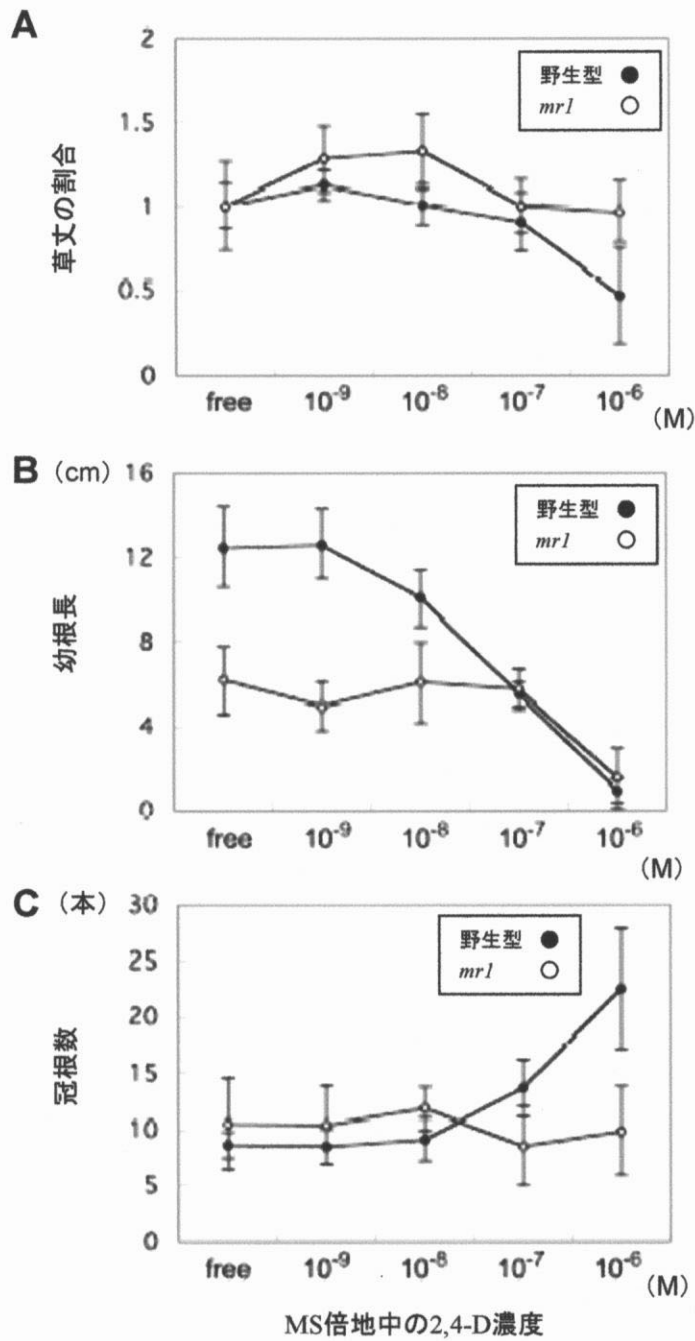 A
2
1.5
1
0.5
0
草丈の割合
野生型 ●
mr1 ○
free 10⁻⁹ 10⁻⁸ 10⁻⁷ 10⁻⁶
(M)
B (cm)
16
12
8
4
0
幼根長
野生型 ●
mr1 ○
free 10⁻⁹ 10⁻⁸ 10⁻⁷ 10⁻⁶
(M)
C (本)
30
25
20
15
10
5
0
冠根数
野生型 ●
mr1 ○
free 10⁻⁹ 10⁻⁸ 10⁻⁷ 10⁻⁶
(M)
MS倍地中の2,4-D濃度